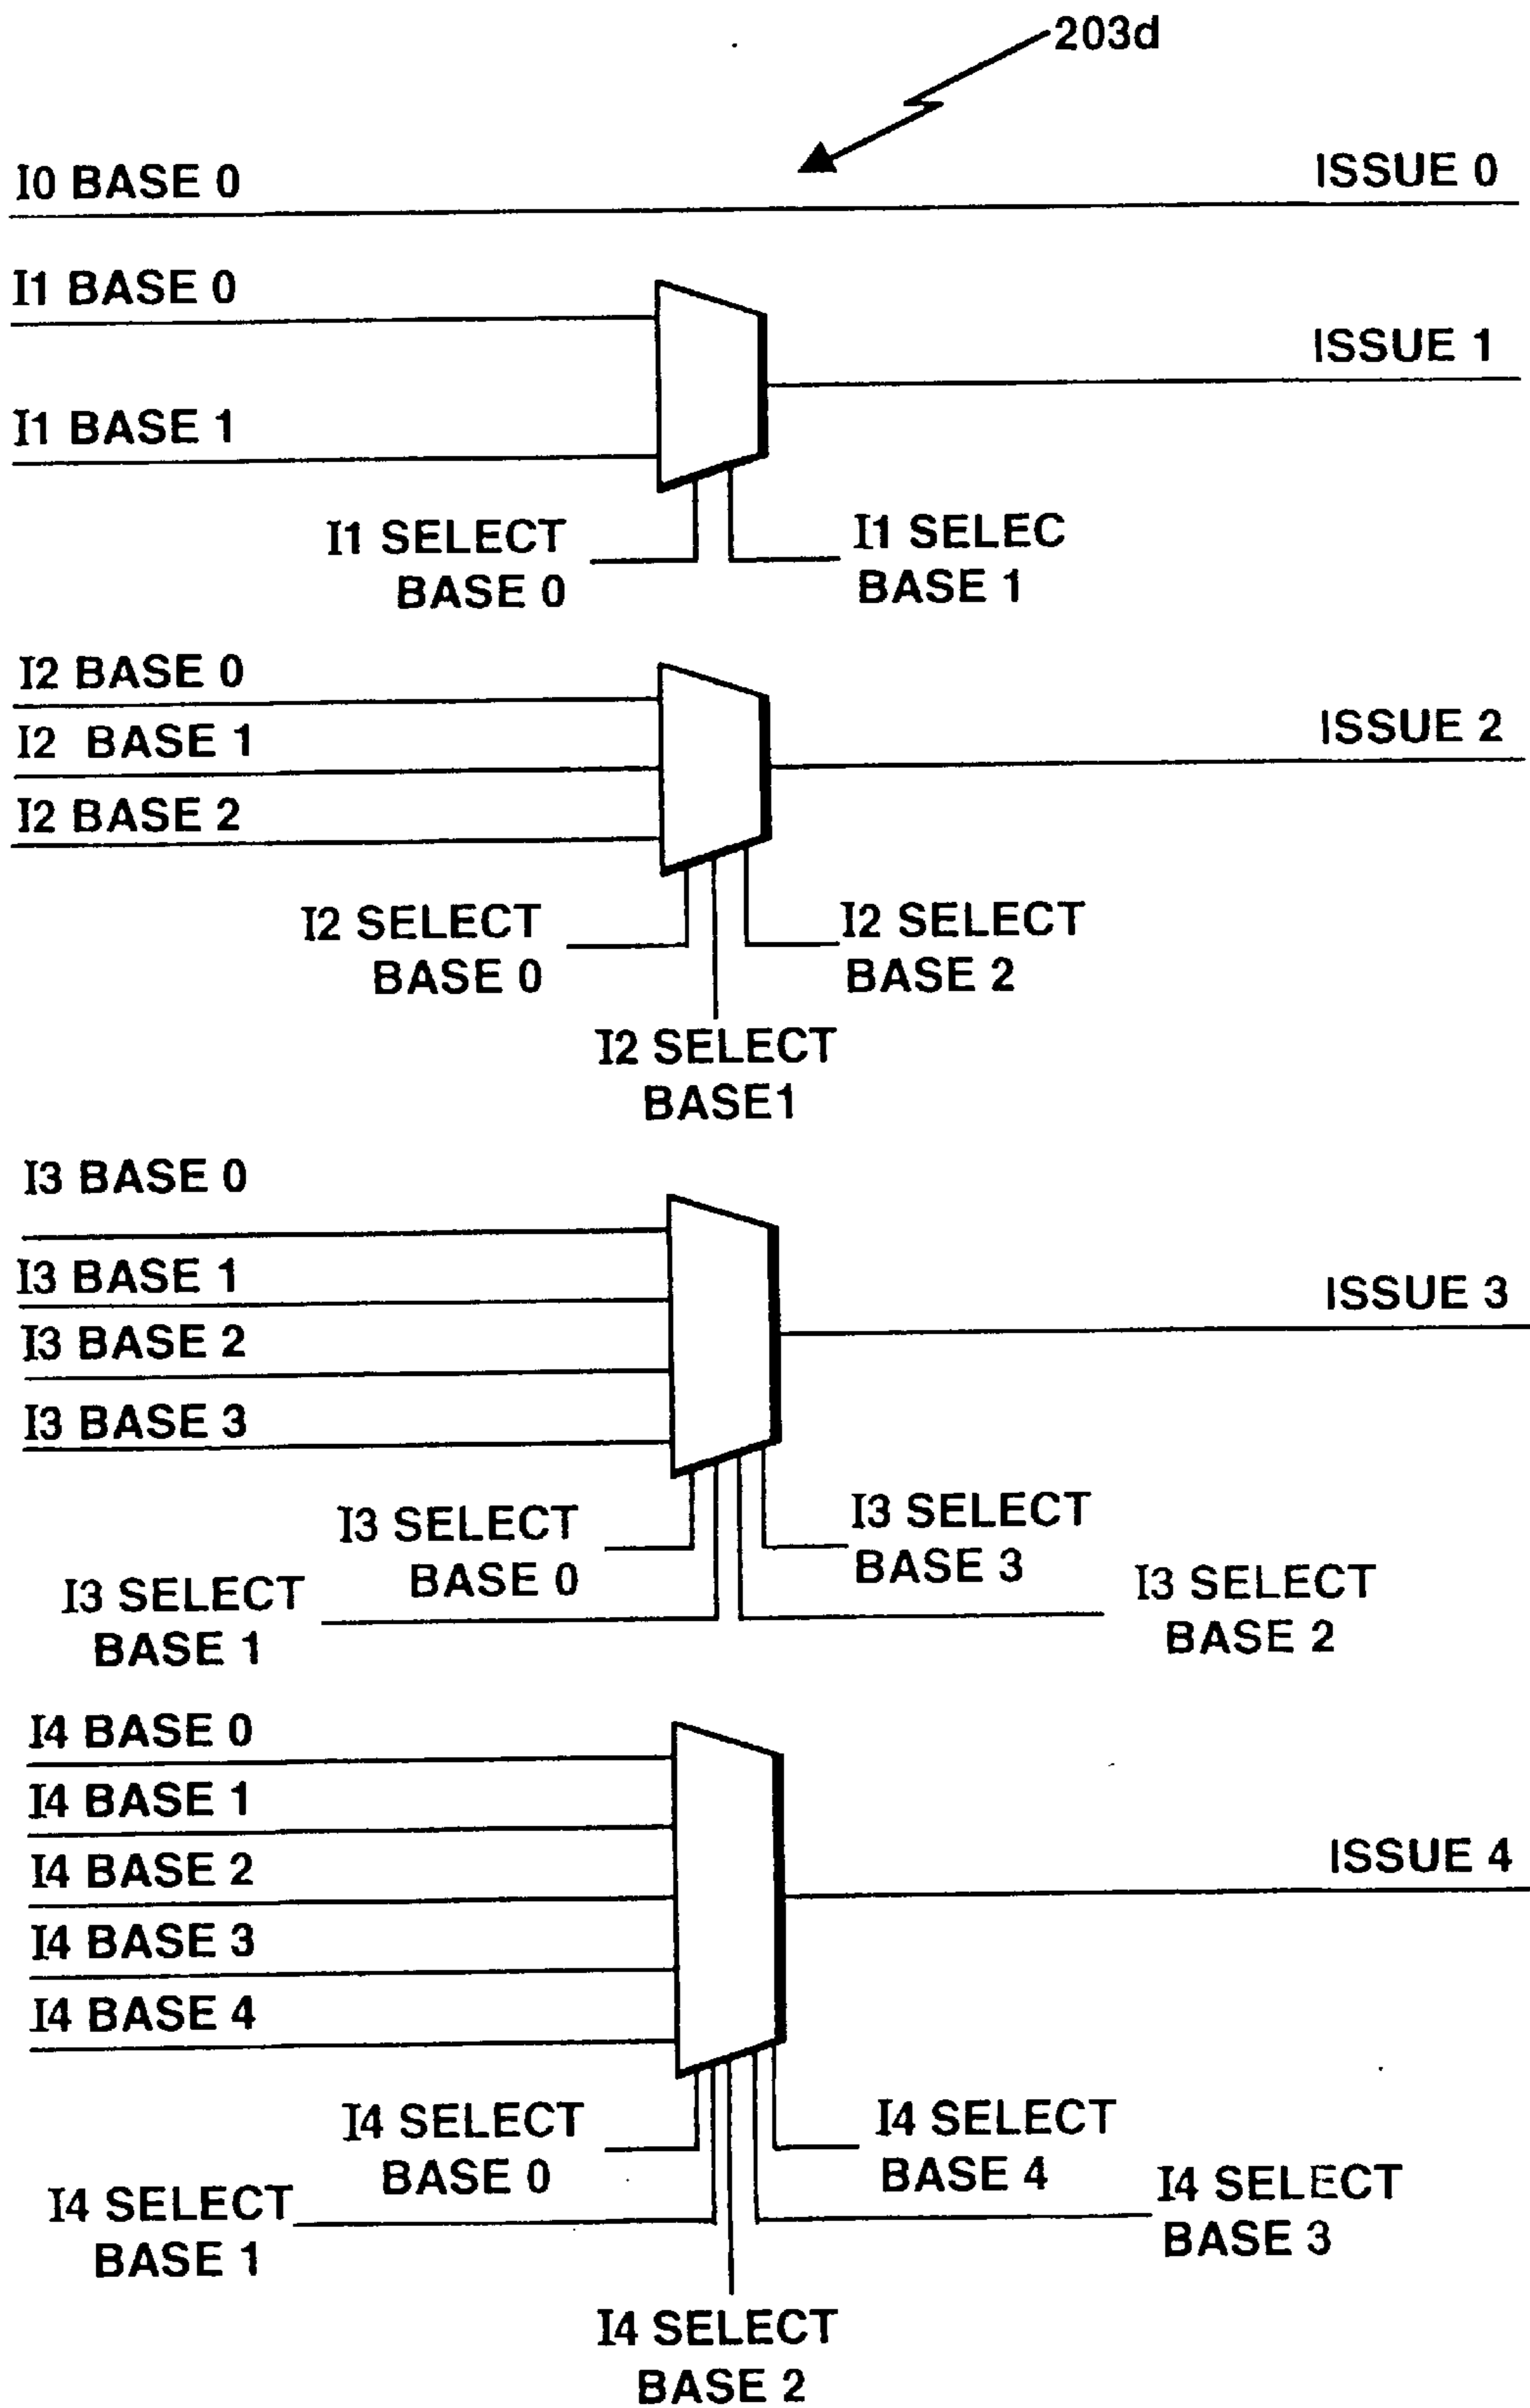 203d
I0 BASE 0
ISSUE 0
I1 BASE 0
ISSUE 1
I1 BASE 1
I1 SELECT
BASE 0
I1 SELEC
BASE 1
I2 BASE 0
I2 BASE 1
ISSUE 2
I2 BASE 2
I2 SELECT
BASE 0
I2 SELECT
BASE 2
I2 SELECT
BASE1
I3 BASE 0
I3 BASE 1
ISSUE 3
I3 BASE 2
I3 BASE 3
I3 SELECT
BASE 0
I3 SELECT
BASE 3
I3 SELECT
BASE 1
I3 SELECT
BASE 2
I4 BASE 0
I4 BASE 1
I4 BASE 2
ISSUE 4
I4 BASE 3
I4 BASE 4
I4 SELECT
BASE 0
I4 SELECT
BASE 4
I4 SELECT
BASE 1
I4 SELECT
BASE 3
I4 SELECT
BASE 2